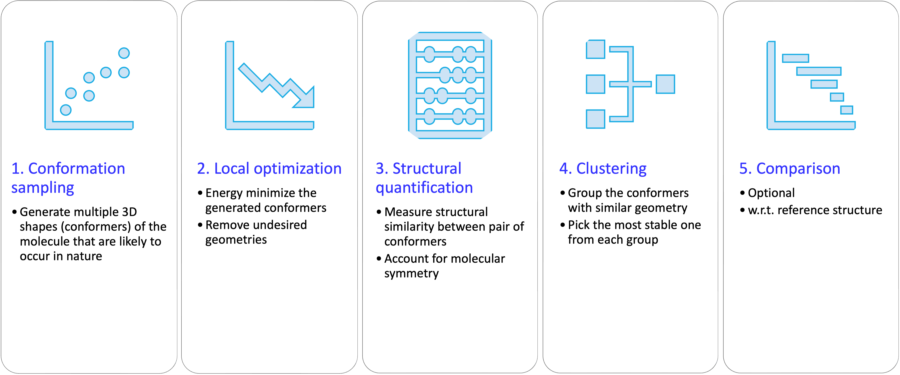 1. Conformation
sampling
• Generate multiple 3D
shapes (conformers) of the
molecule that are likely to
occur in nature
2. Local optimization
• Energy minimize the
generated conformers
• Remove undesired
geometries
3. Structural
quantification
• Measure structural
similarity between pair of
conformers
• Account for molecular
symmetry
4. Clustering
• Group the conformers
with similar geometry
• Pick the most stable one
from each group
5. Comparison
• Optional
• w.r.t. reference structure